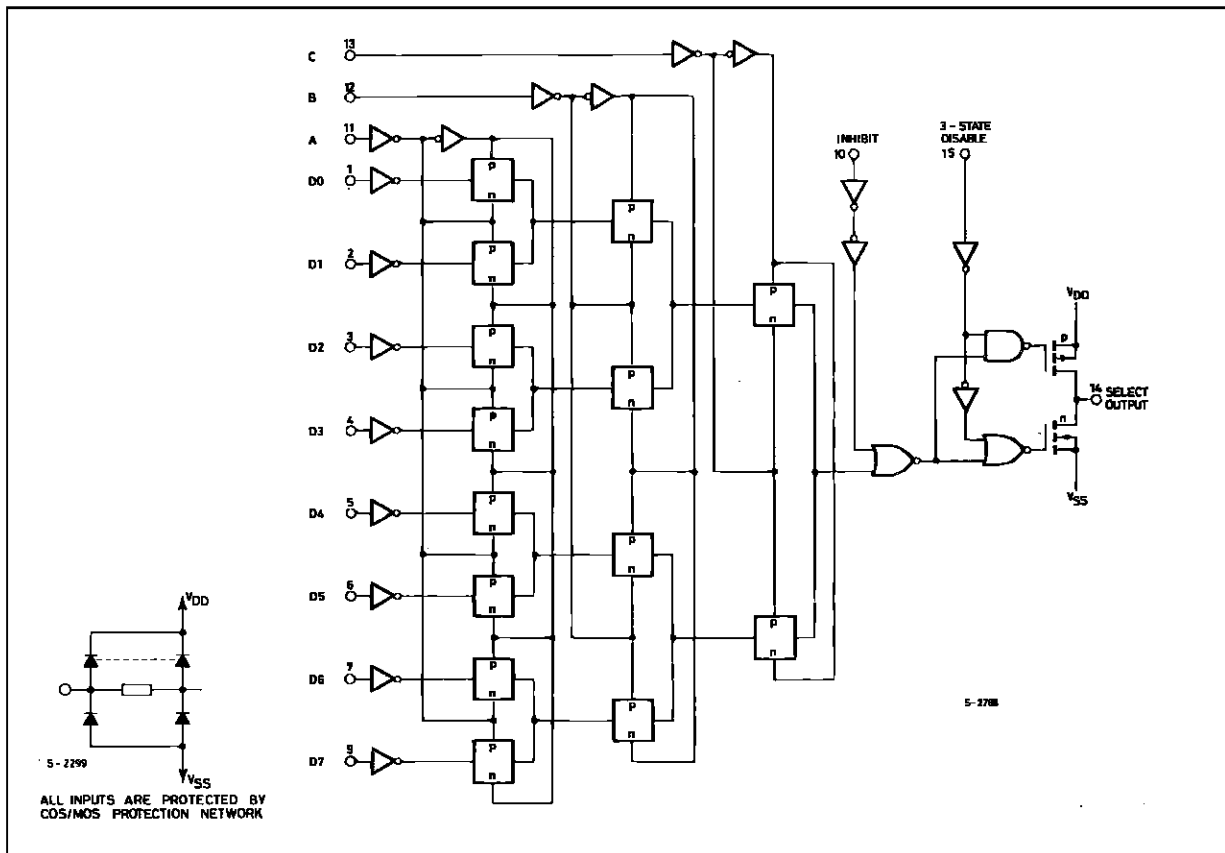 C 13
B 12
A 11
D0 1
D1 2
D2 3
D3 4
D4 5
D5 6
D6 7
D7 9
p
n
p
n
p
n
p
n
p
n
p
n
p
n
p
n
p
n
p
n
p
n
p
n
p
n
p
n
INHIBIT
10
3-STATE
DISABLE
15
VDD
p
14 SELECT
OUTPUT
n
VSS
S-2788
VDD
VSS
S-2299
ALL INPUTS ARE PROTECTED BY
COS/MOS PROTECTION NETWORK